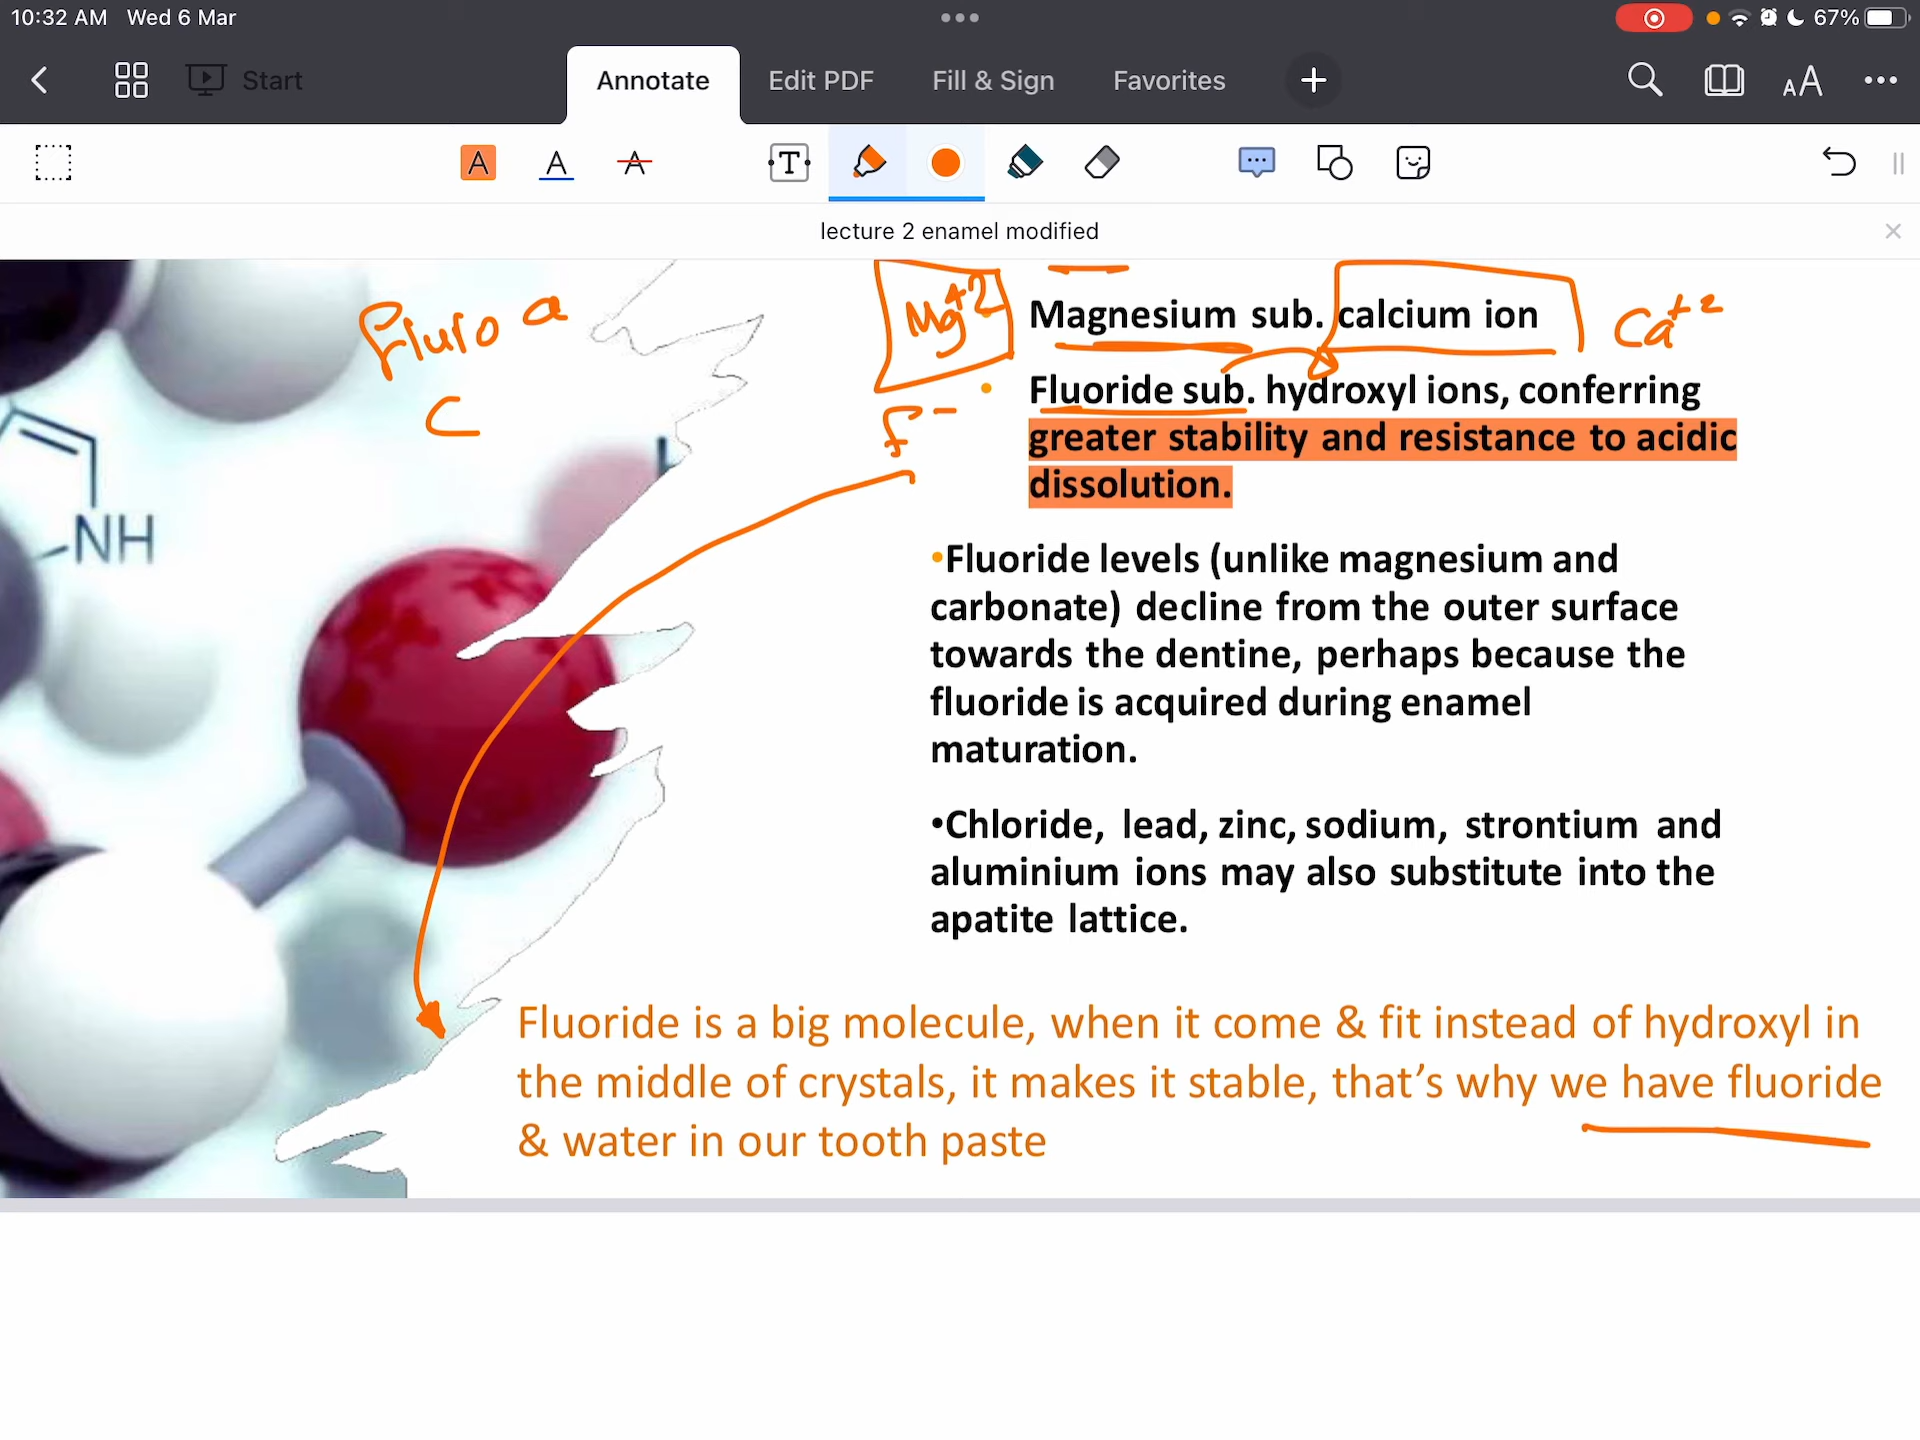 10:32 AM Wed 6 Mar
67%
Start
Annotate
Edit PDF
Fill & Sign
Favorites
AA
A A A T
lecture 2 enamel modified
Mg+2
Magnesium sub. calcium ion
Ca+2
Fluro a
C
F-
• Fluoride sub. hydroxyl ions, conferring
greater stability and resistance to acidic
dissolution.
NH
•Fluoride levels (unlike magnesium and
carbonate) decline from the outer surface
towards the dentine, perhaps because the
fluoride is acquired during enamel
maturation.
•Chloride, lead, zinc, sodium, strontium and
aluminium ions may also substitute into the
apatite lattice.
Fluoride is a big molecule, when it come & fit instead of hydroxyl in
the middle of crystals, it makes it stable, that’s why we have fluoride
& water in our tooth paste